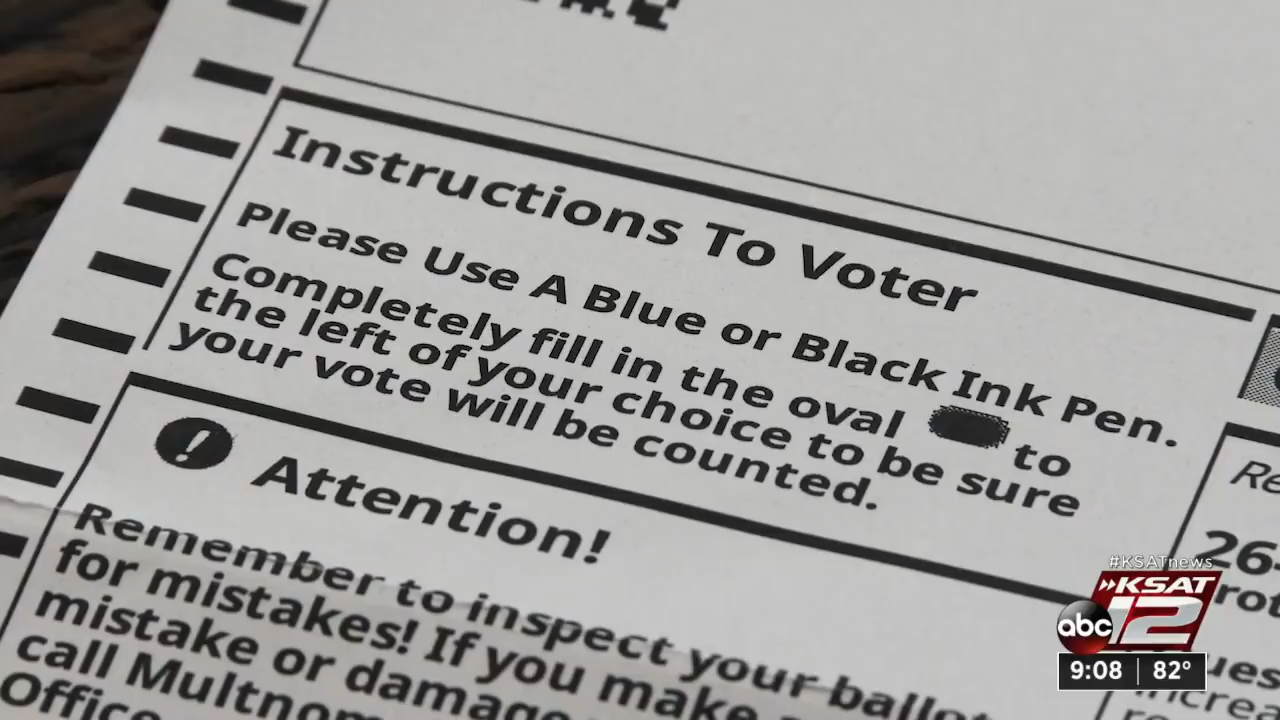 Instructions To Voter
Please Use A Blue or Black Ink Pen.
Completely fill in the oval to
the left of your choice to be sure
your vote will be counted.
!
Attention!
Remember to inspect your ballot
for mistakes! If you make
mistake or damage
call
Office
26-
#KSATnews
KSAT
12
abc
9:08 82°